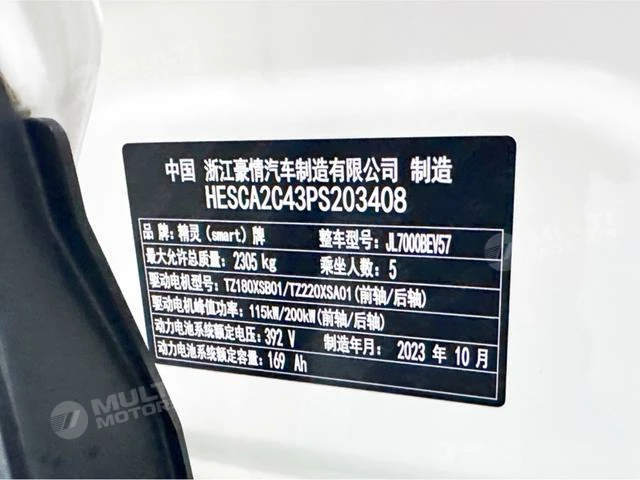 中国 浙江豪情汽车制造有限公司 制造
HESCA2C43PS203408
品 牌: 精灵 (smart) 牌 整车型号: JL7000BEV57
最大允许总质量: 2305 kg 乘坐人数: 5
驱动电机型号: TZ180XSB01/TZ220XSA01(前轴/后轴)
驱动电机峰值功率: 115kW/200kW(前轴/后轴)
动力电池系统额定电压: 392 V 制造年月: 2023 年 10 月
动力电池系统额定容量: 169 Ah
MULTI
MOTORS